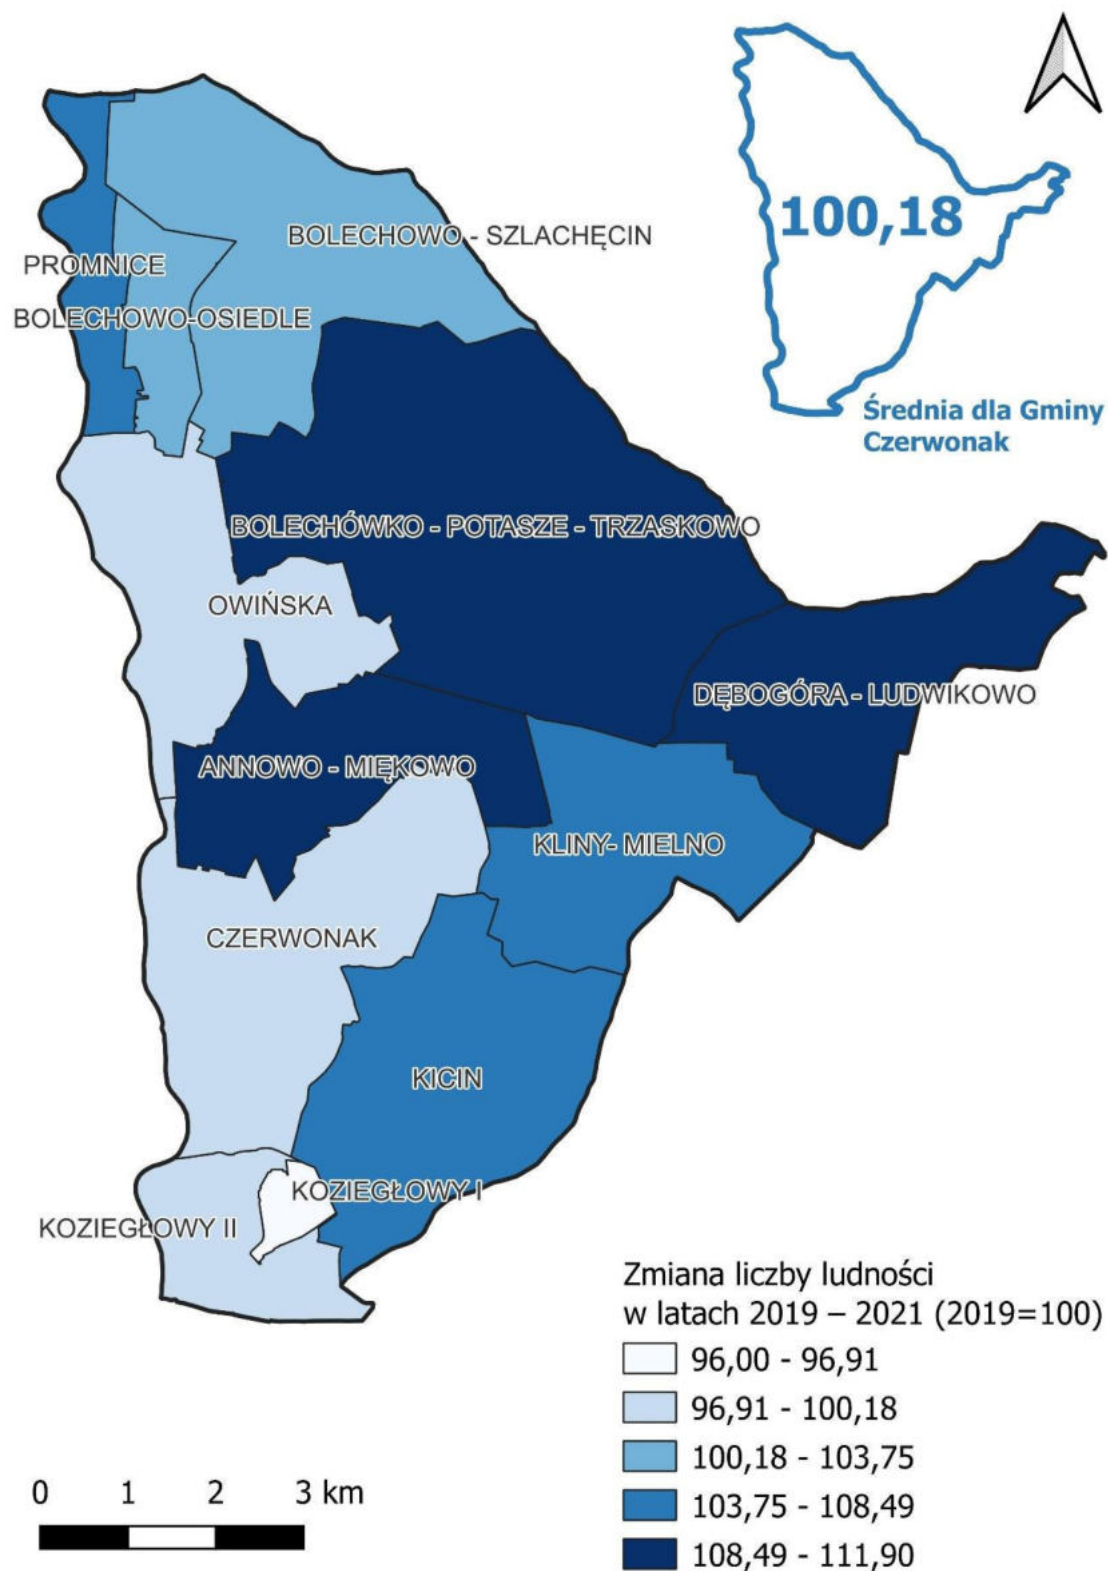 100,18
Średnia dla Gminy
Czerwonak
BOLECHOWO - SZLACHĘCIN
PROMNICE
BOLECHOWO-OSIEDLE
BOLECHÓWKO - POTASZE - TRZASKOWO
OWIŃSKA
DĘBOGÓRA - LUDWIKOWO
ANNOWO - MIĘKOWO
KLINY- MIELNO
CZERWONAK
KICIN
KOZIEGŁOWY I
KOZIEGŁOWY II
Zmiana liczby ludności
w latach 2019 – 2021 (2019=100)
96,00 - 96,91
96,91 - 100,18
100,18 - 103,75
103,75 - 108,49
108,49 - 111,90
0 1 2 3 km